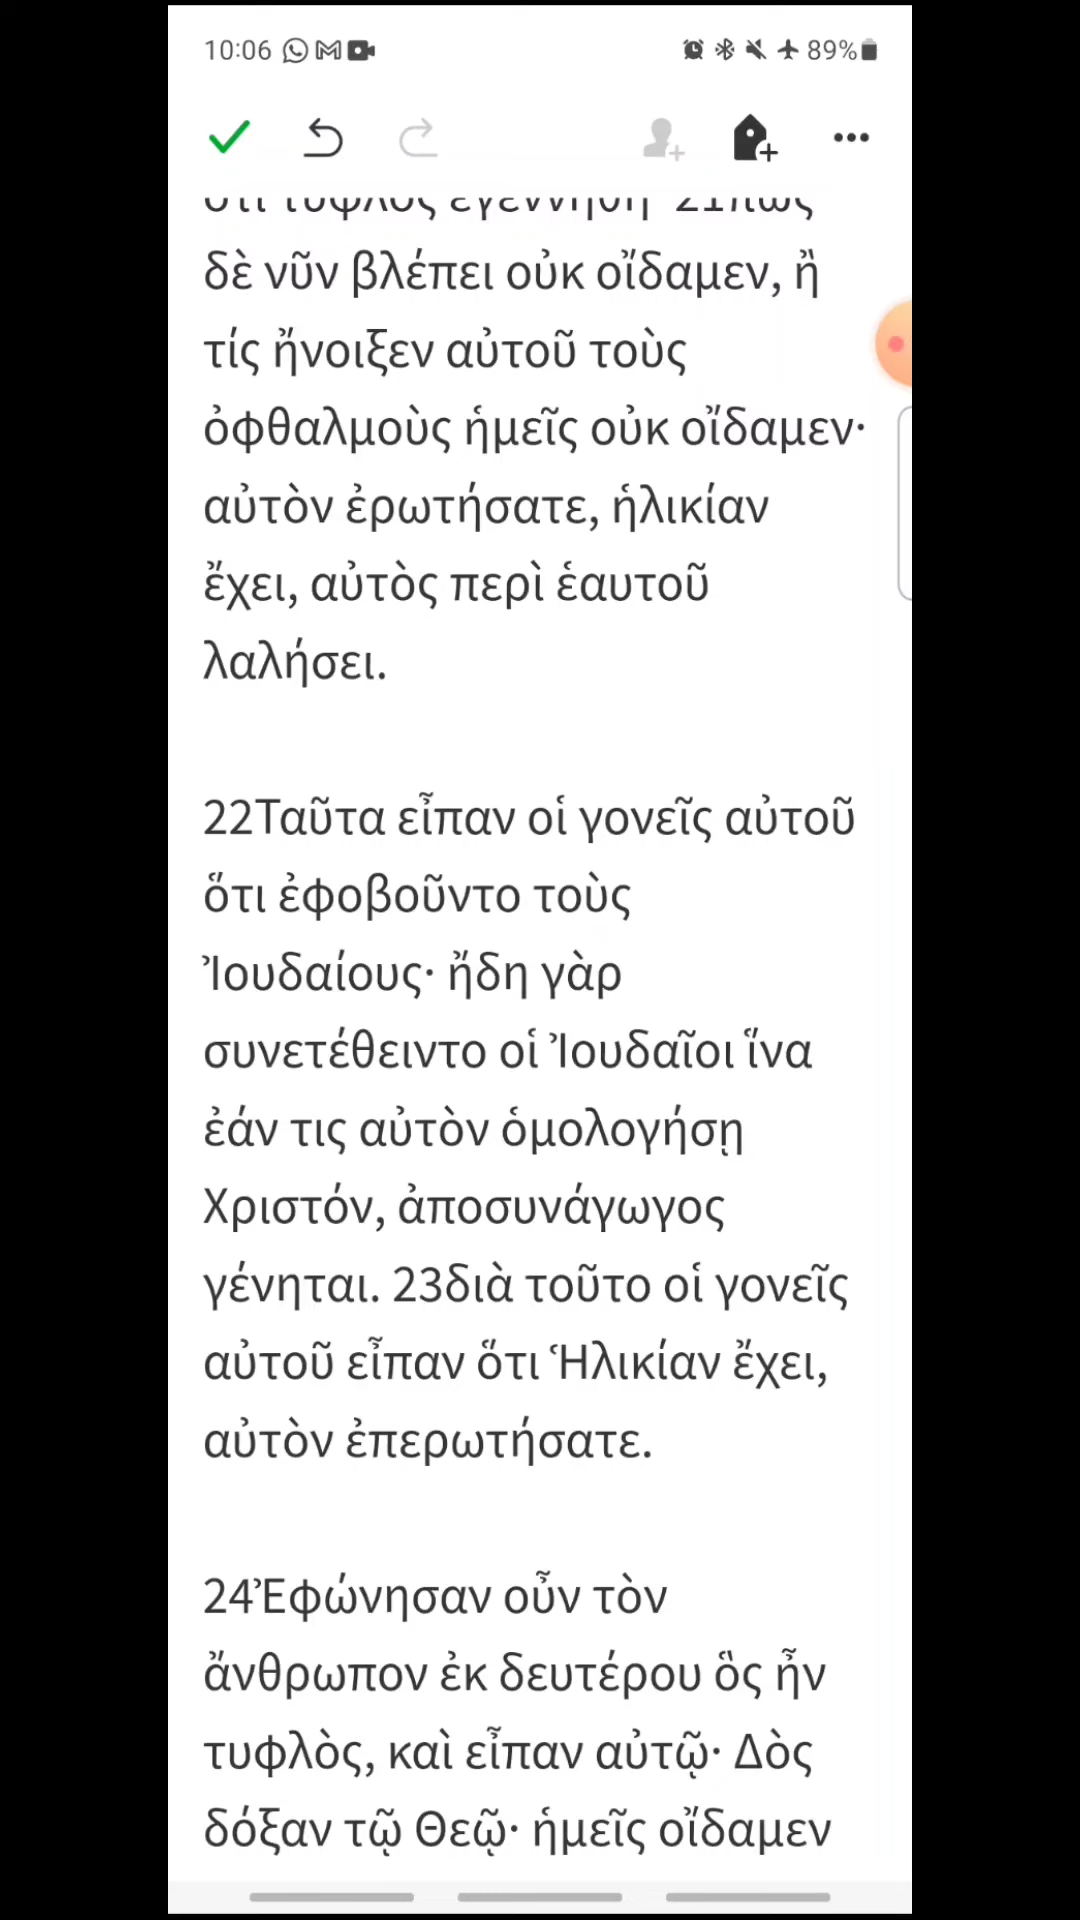 10:06
89%
ὅτι τυφλὸς ἐγεννήθη 21πῶς
δὲ νῦν βλέπει οὐκ οἴδαμεν, ἢ
τίς ἤνοιξεν αὐτοῦ τοὺς
ὀφθαλμοὺς ἡμεῖς οὐκ οἴδαμεν·
αὐτὸν ἐρωτήσατε, ἡλικίαν
ἔχει, αὐτὸς περὶ ἑαυτοῦ
λαλήσει.
22Ταῦτα εἶπαν οἱ γονεῖς αὐτοῦ
ὅτι ἐφοβοῦντο τοὺς
Ἰουδαίους· ἤδη γὰρ
συνετέθειντο οἱ Ἰουδαῖοι ἵνα
ἐάν τις αὐτὸν ὁμολογήσῃ
Χριστόν, ἀποσυνάγωγος
γένηται. 23διὰ τοῦτο οἱ γονεῖς
αὐτοῦ εἶπαν ὅτι Ἡλικίαν ἔχει,
αὐτὸν ἐπερωτήσατε.
24Ἐφώνησαν οὖν τὸν
ἄνθρωπον ἐκ δευτέρου ὃς ἦν
τυφλὸς, καὶ εἶπαν αὐτῷ· Δὸς
δόξαν τῷ Θεῷ· ἡμεῖς οἴδαμεν